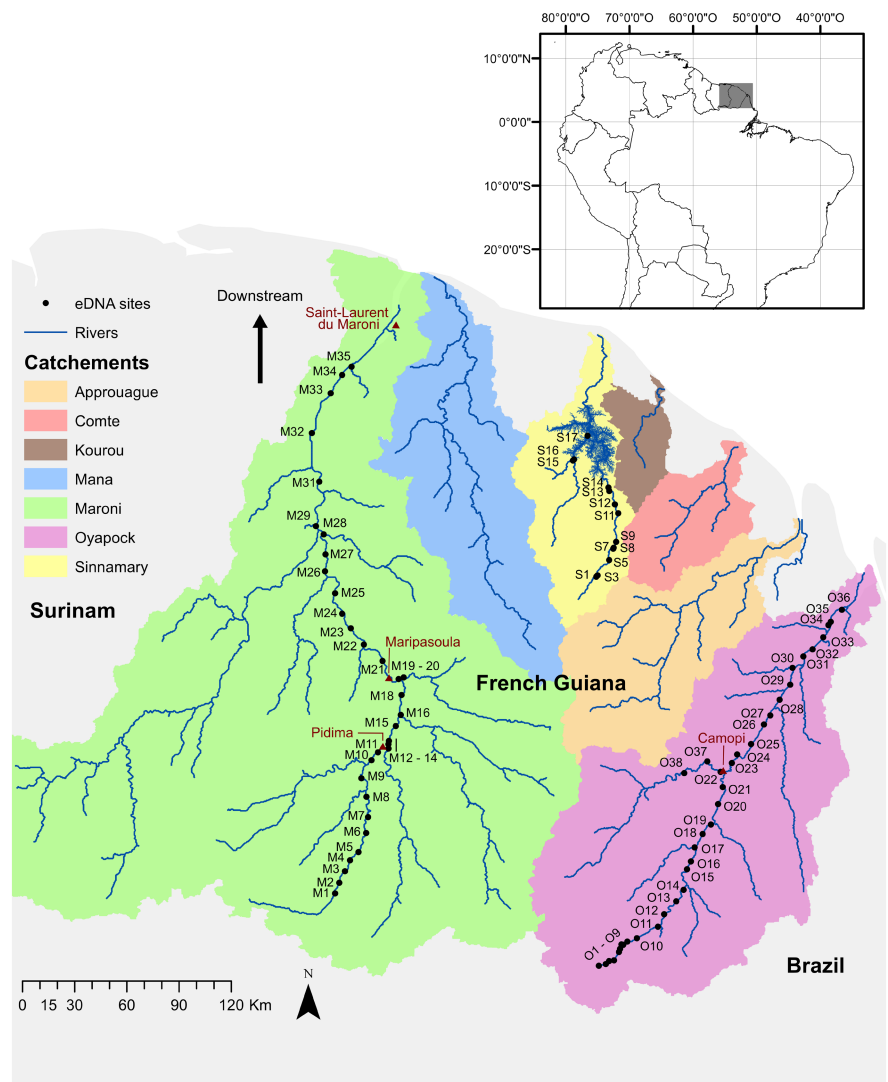 80°0'0"O 70°0'0"O 60°0'0"O 50°0'0"O 40°0'0"O
10°0'0"N
0°0'0"
10°0'0"S
20°0'0"S
eDNA sites
Rivers
Catchements
Approuague
Comte
Kourou
Mana
Maroni
Oyapock
Sinnamary
Downstream
Saint-Laurent
du Maroni
M35
M34
M33
M32
M31
M29
M28
M27
M26
M25
M24
M23
M22
Maripasoula
M21
M19 - 20
M18
M16
M15
Pidima
M11
M10
M12 - 14
M9
M8
M7
M6
M5
M4
M3
M2
M1
S17
S16
S15
S14
S13
S12
S11
S9
S7
S8
S5
S1
S3
Surinam
French Guiana
Brazil
O36
O35
O34
O33
O32
O31
O30
O29
O28
O27
O26
Camopi
O25
O24
O23
O37
O38
O22
O21
O20
O19
O18
O17
O16
O15
O14
O13
O12
O11
O10
O1 - O9
N
0 15 30 60 90 120 Km